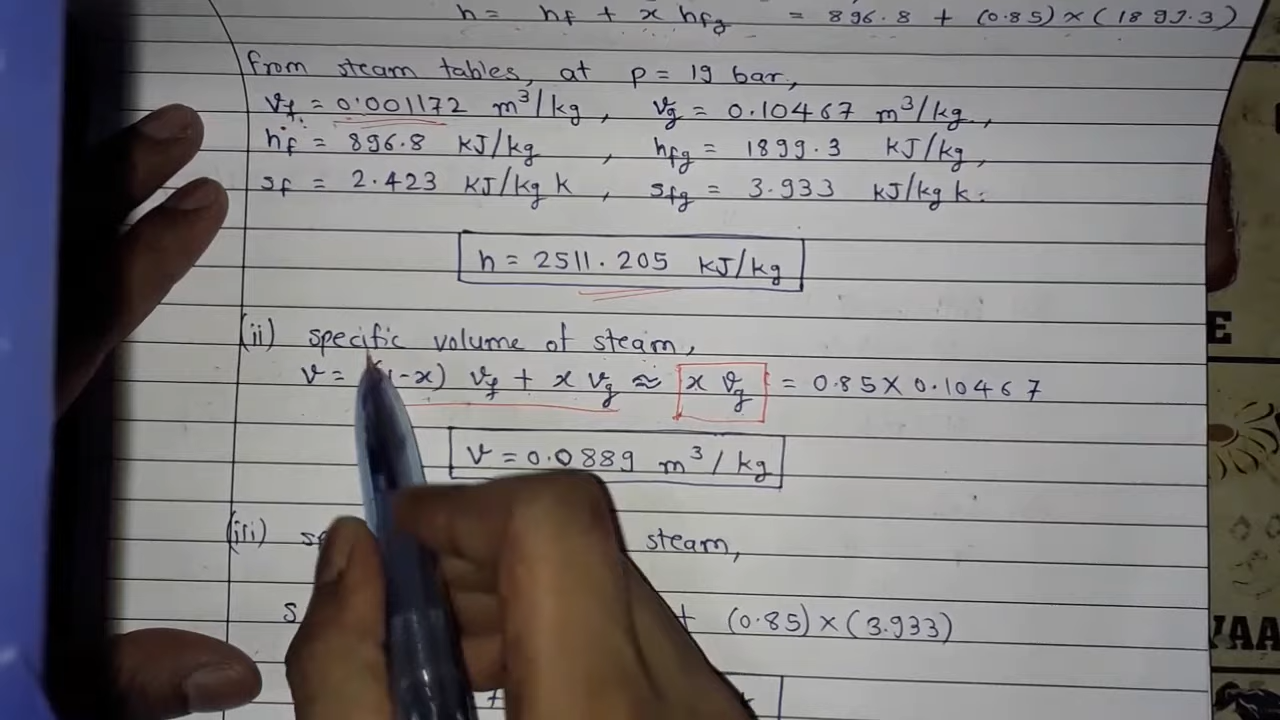 h = hf + x hfg = 896.8 + (0.85) × (1899.3)
from steam tables, at p = 19 bar,
vf = 0.001172 m³/kg, vg = 0.10467 m³/kg,
hf = 896.8 kJ/kg, hfg = 1899.3 kJ/kg,
sf = 2.423 kJ/kg k, sfg = 3.933 kJ/kg k.
h = 2511.205 kJ/kg
(ii) specific volume of steam,
v = (1-x) vf + x vg ≈ x vg = 0.85 × 0.10467
v = 0.0889 m³/kg
(iii) steam,
s + (0.85) × (3.933)